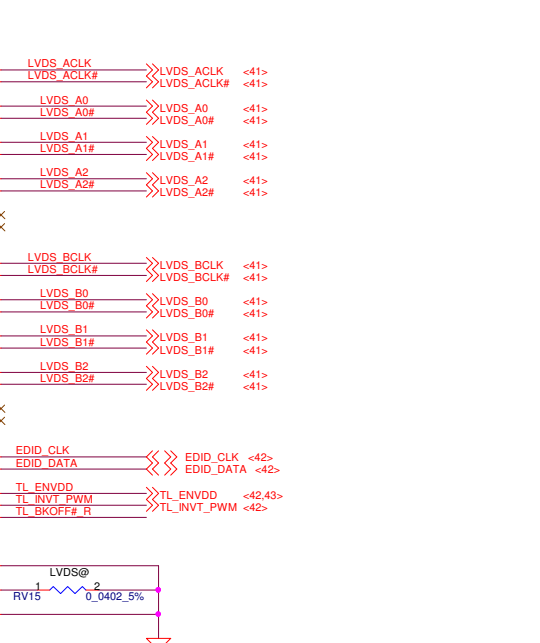 LVDS_ACLK LVDS_ACLK <41>
LVDS_ACLK# LVDS_ACLK# <41>
LVDS_A0 LVDS_A0 <41>
LVDS_A0# LVDS_A0# <41>
LVDS_A1 LVDS_A1 <41>
LVDS_A1# LVDS_A1# <41>
LVDS_A2 LVDS_A2 <41>
LVDS_A2# LVDS_A2# <41>
LVDS_BCLK LVDS_BCLK <41>
LVDS_BCLK# LVDS_BCLK# <41>
LVDS_B0 LVDS_B0 <41>
LVDS_B0# LVDS_B0# <41>
LVDS_B1 LVDS_B1 <41>
LVDS_B1# LVDS_B1# <41>
LVDS_B2 LVDS_B2 <41>
LVDS_B2# LVDS_B2# <41>
EDID_CLK EDID_CLK <42>
EDID_DATA EDID_DATA <42>
TL_ENVDD TL_ENVDD <42,43>
TL_INVT_PWM TL_INVT_PWM <42>
TL_BKOFF#_R
LVDS@
1 2
RV15 0_0402_5%